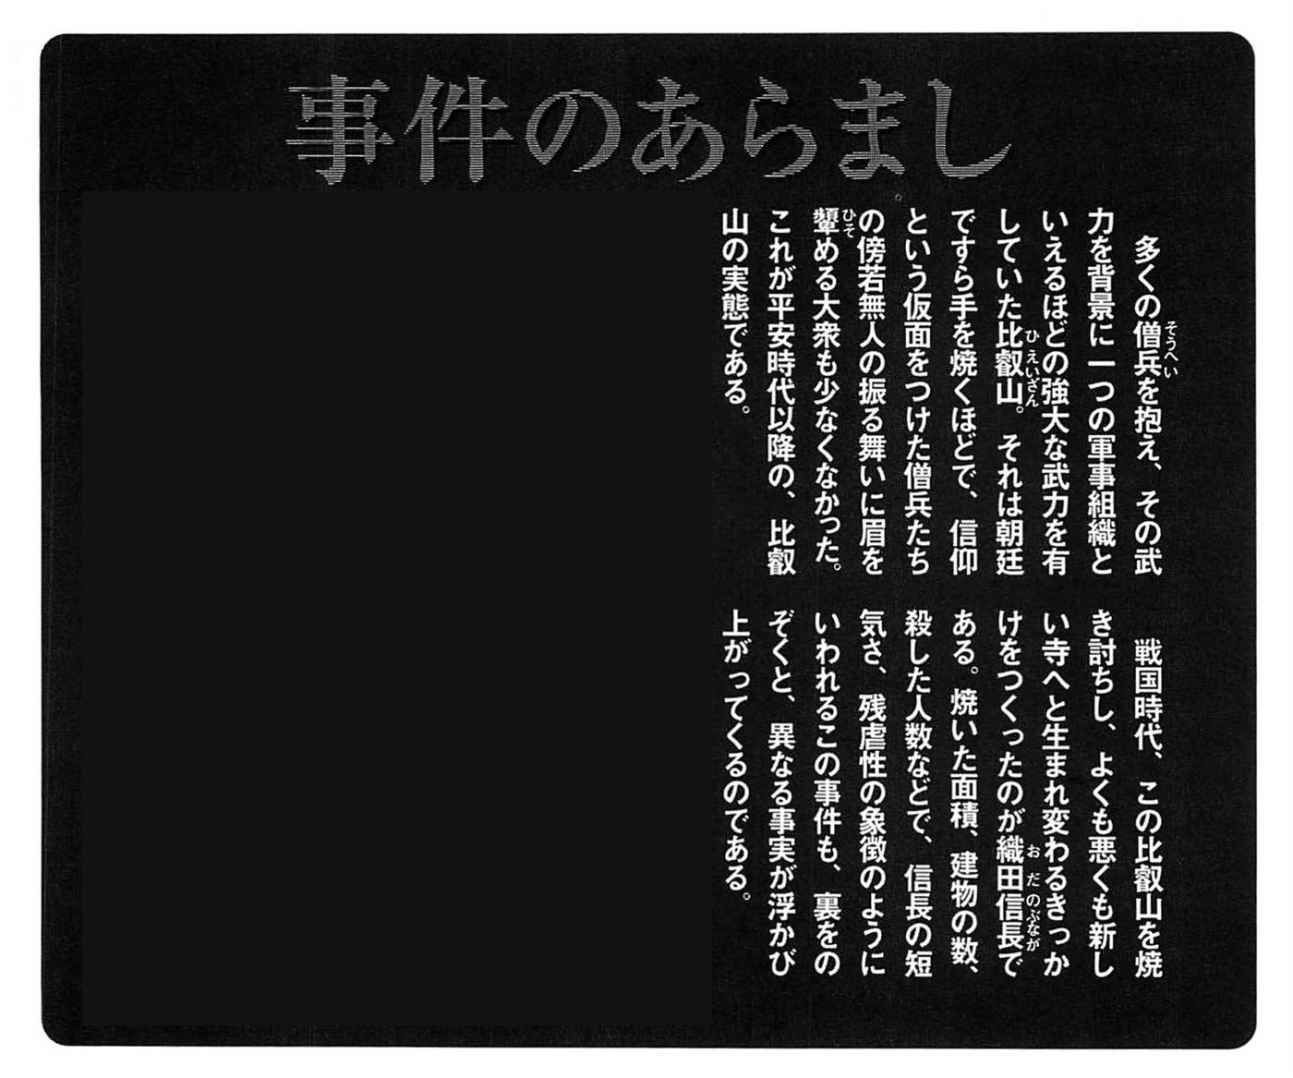 事件のあらまし
多くの僧兵を抱え、その武
力を背景に一つの軍事組織と
いえるほどの強大な武力を有
していた比叡山。それは朝廷
ですら手を焼くほどで、信仰
という仮面をつけた僧兵たち
の傍若無人の振る舞いに眉を
顰める大衆も少なくなかった。
これが平安時代以降の、比叡
山の実態である。
戦国時代、この比叡山を焼
き討ちし、よくも悪くも新し
い寺へと生まれ変わるきっか
けをつくったのが織田信長で
ある。焼いた面積、建物の数、
殺した人数などで、信長の短
気さ、残虐性の象徴のように
いわれるこの事件も、裏をの
ぞくと、異なる事実が浮かび
上がってくるのである。